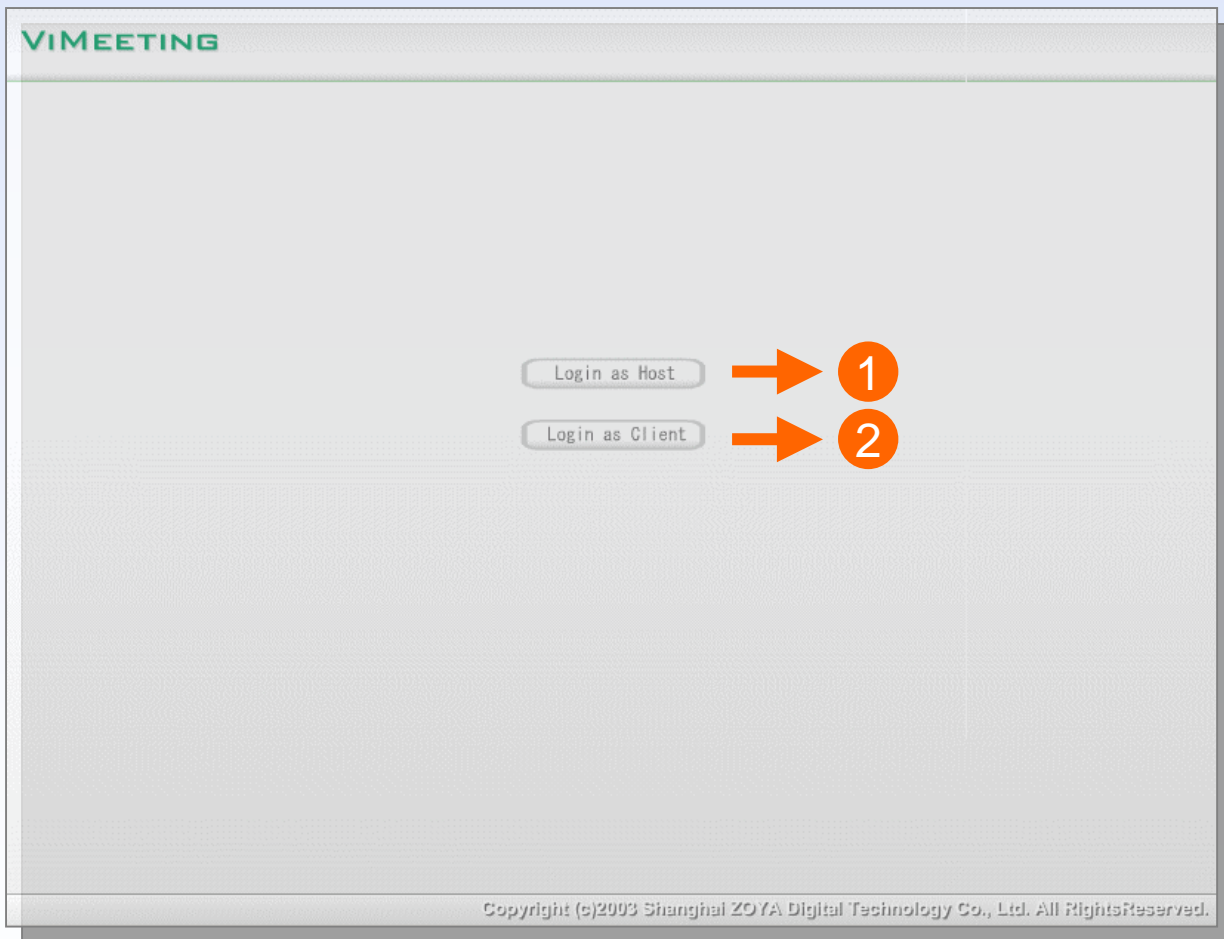 VIMEETING
Login as Host
1
Login as Client
2
Copyright (c)2003 Shanghai ZOYA Digital Technology Co., Ltd. All RightsReserved.